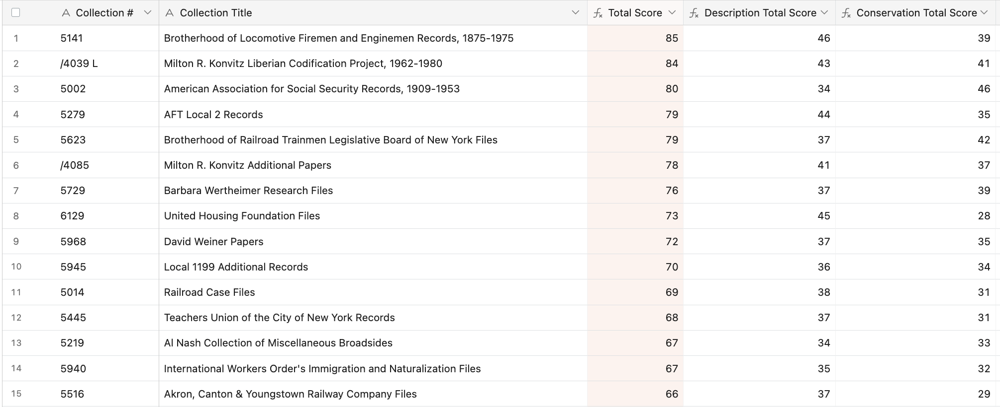 Collection # Collection Title Total Score Description Total Score Conservation Total Score
1 5141 Brotherhood of Locomotive Firemen and Enginemen Records, 1875-1975 85 46 39
2 /4039 L Milton R. Konvitz Liberian Codification Project, 1962-1980 84 43 41
3 5002 American Association for Social Security Records, 1909-1953 80 34 46
4 5279 AFT Local 2 Records 79 44 35
5 5623 Brotherhood of Railroad Trainmen Legislative Board of New York Files 79 37 42
6 /4085 Milton R. Konvitz Additional Papers 78 41 37
7 5729 Barbara Wertheimer Research Files 76 37 39
8 6129 United Housing Foundation Files 73 45 28
9 5968 David Weiner Papers 72 37 35
10 5945 Local 1199 Additional Records 70 36 34
11 5014 Railroad Case Files 69 38 31
12 5445 Teachers Union of the City of New York Records 68 37 31
13 5219 Al Nash Collection of Miscellaneous Broadsides 67 34 33
14 5940 International Workers Order's Immigration and Naturalization Files 67 35 32
15 5516 Akron, Canton & Youngstown Railway Company Files 66 37 29